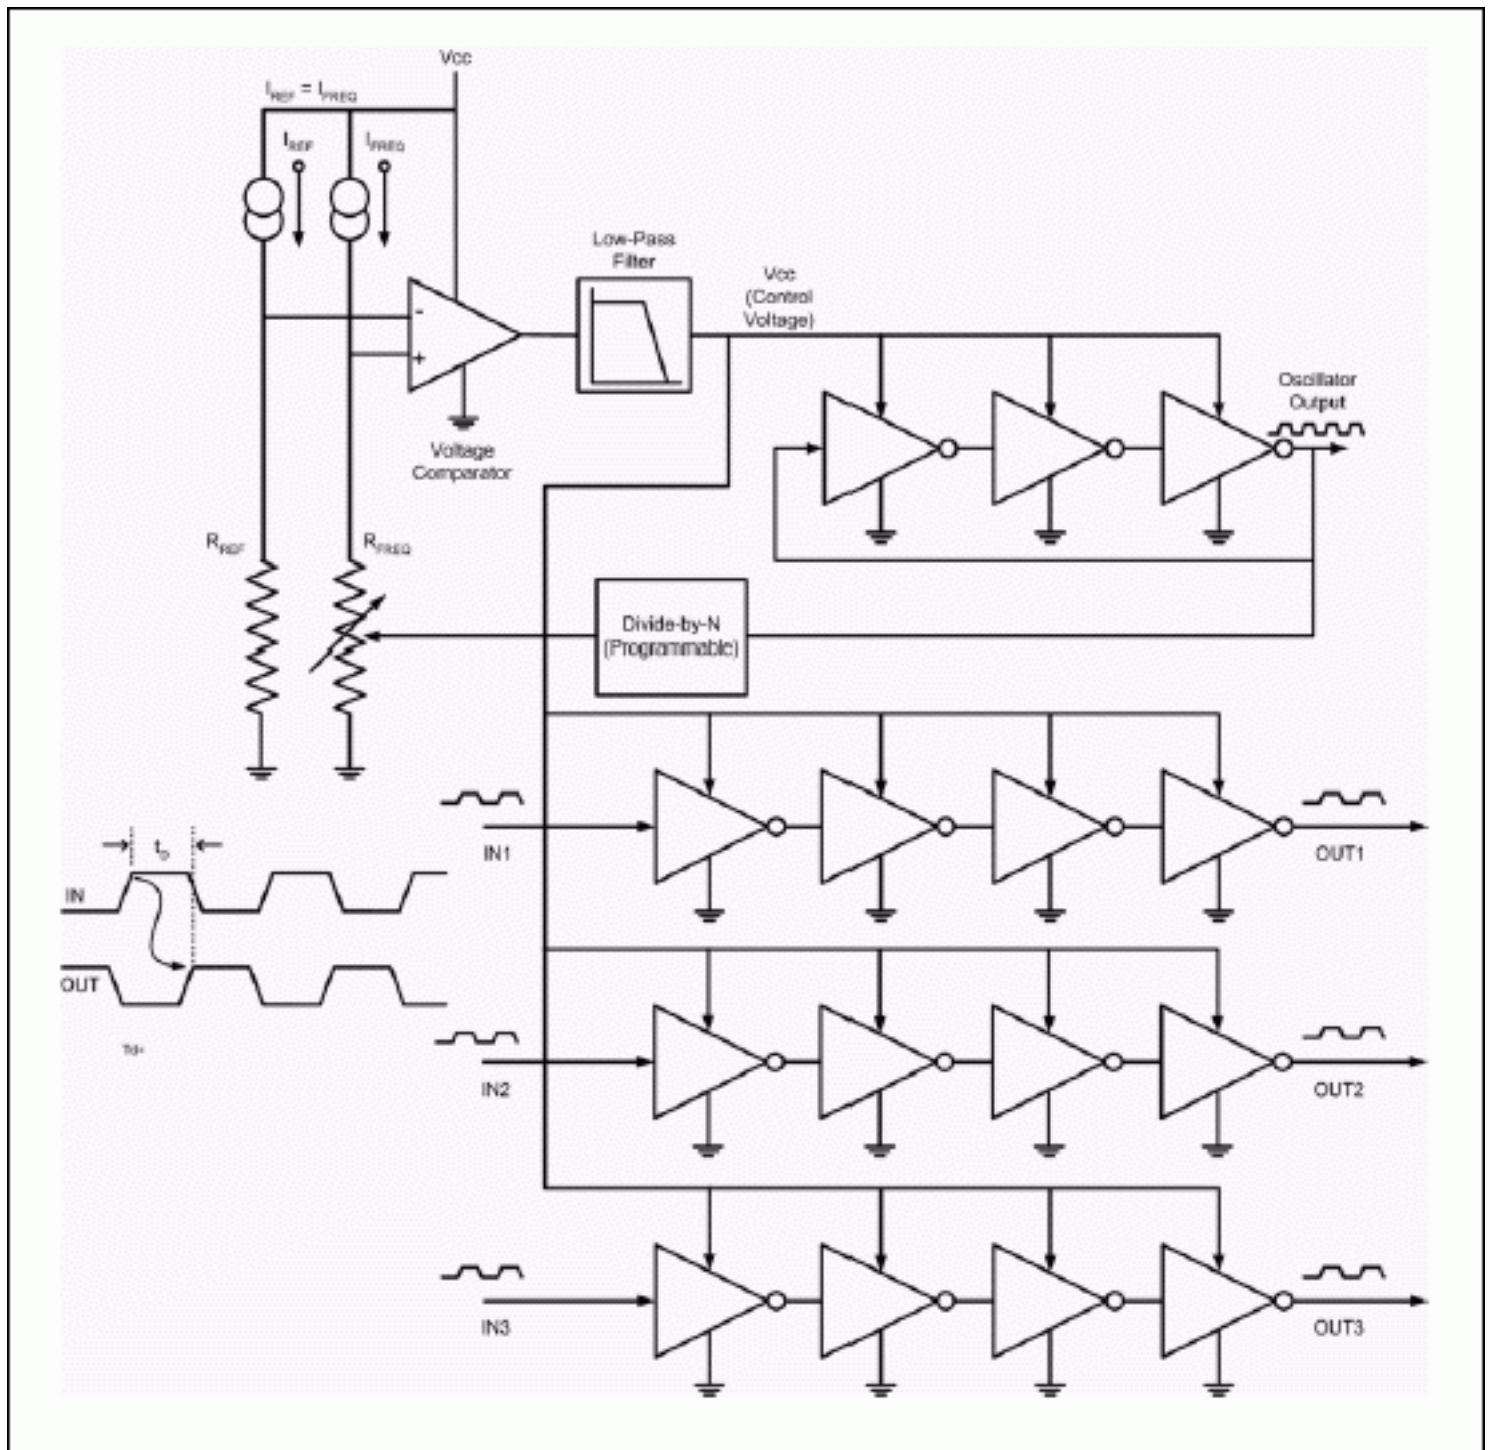 Vcc
IREF = IFREQ
IREF
IFREQ
Low-Pass
Filter
Vcc
(Control
Voltage)
-
+
Oscillator
Output
Voltage
Comparator
RREF
RFREQ
Divide-by-N
(Programmable)
tD
IN
OUT
Td=
IN1
OUT1
IN2
OUT2
IN3
OUT3